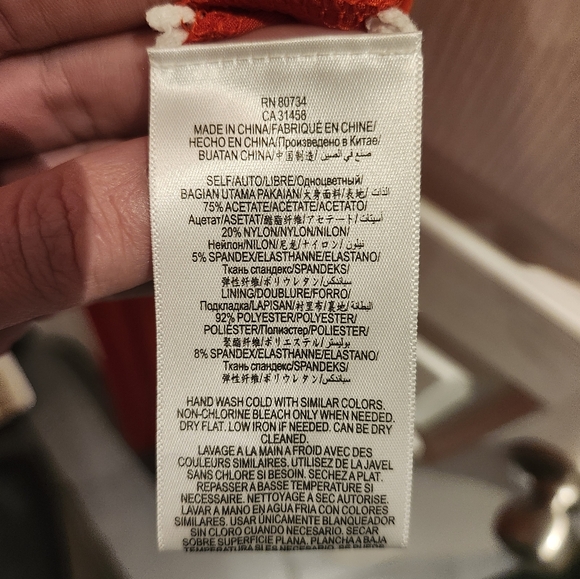 RN 80734
CA 31458
MADE IN CHINA/FABRIQUÉ EN CHINE/
HECHO EN CHINA/Произведено в Китае/
BUATAN CHINA/中国制造/صنع في الصين/
SELF/AUTO/LIBRE/Одноцветный/
BAGIAN UTAMA PAKAIAN/大身面料/表地/الذات
75% ACETATE/ACÉTATE/ACETATO/
Ацетат/ASETAT/醋酯纤维/アセテート/أسيتات
20% NYLON/NYLON/NILON/
Нейлон/NILON/尼龙/ナイロン/نيلون
5% SPANDEX/ELASTHANNE/ELASTANO/
Ткань спандекс/SPANDEKS/
弹性纤维/ポリウレタン/سباندكس
LINING/DOUBLURE/FORRO/
Подкладка/LAPISAN/衬里布/裏地/البطانة
92% POLYESTER/POLYESTER/
POLIÉSTER/Полиэстер/POLIESTER/
聚酯纤维/ポリエステル/بوليستر
8% SPANDEX/ELASTHANNE/ELASTANO/
Ткань спандекс/SPANDEKS/
弹性纤维/ポリウレタン/سباندكس
HAND WASH COLD WITH SIMILAR COLORS.
NON-CHLORINE BLEACH ONLY WHEN NEEDED.
DRY FLAT. LOW IRON IF NEEDED. CAN BE DRY
CLEANED.
LAVAGE A LA MAIN A FROID AVEC DES
COULEURS SIMILAIRES. UTILISEZ DE LA JAVEL
SANS CHLORE SI BESOIN. SECHEZ A PLAT.
REPASSER A BASSE TEMPERATURE SI
NECESSAIRE. NETTOYAGE A SEC AUTORISE.
LAVAR A MANO EN AGUA FRIA CON COLORES
SIMILARES. USAR ÚNICAMENTE BLANQUEADOR
SIN CLORO CUANDO NECESARIO. SECAR
SOBRE SUPERFICIE PLANA. PLANCHA A BAJA
TEMPERATURA SI ES NECESARIO. SE PUEDE